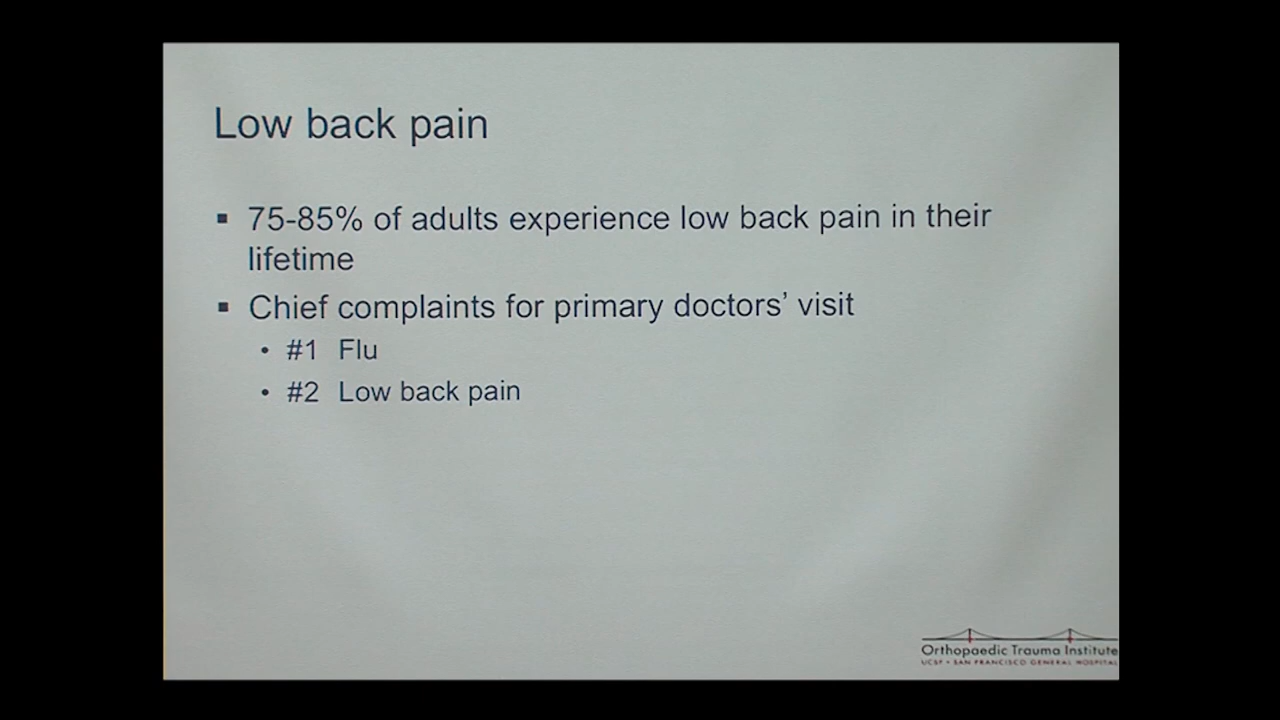 Low back pain
▪ 75-85% of adults experience low back pain in their
lifetime
▪ Chief complaints for primary doctors’ visit
• #1 Flu
• #2 Low back pain
Orthopaedic Trauma Institute
UCSF • SAN FRANCISCO GENERAL HOSPITAL